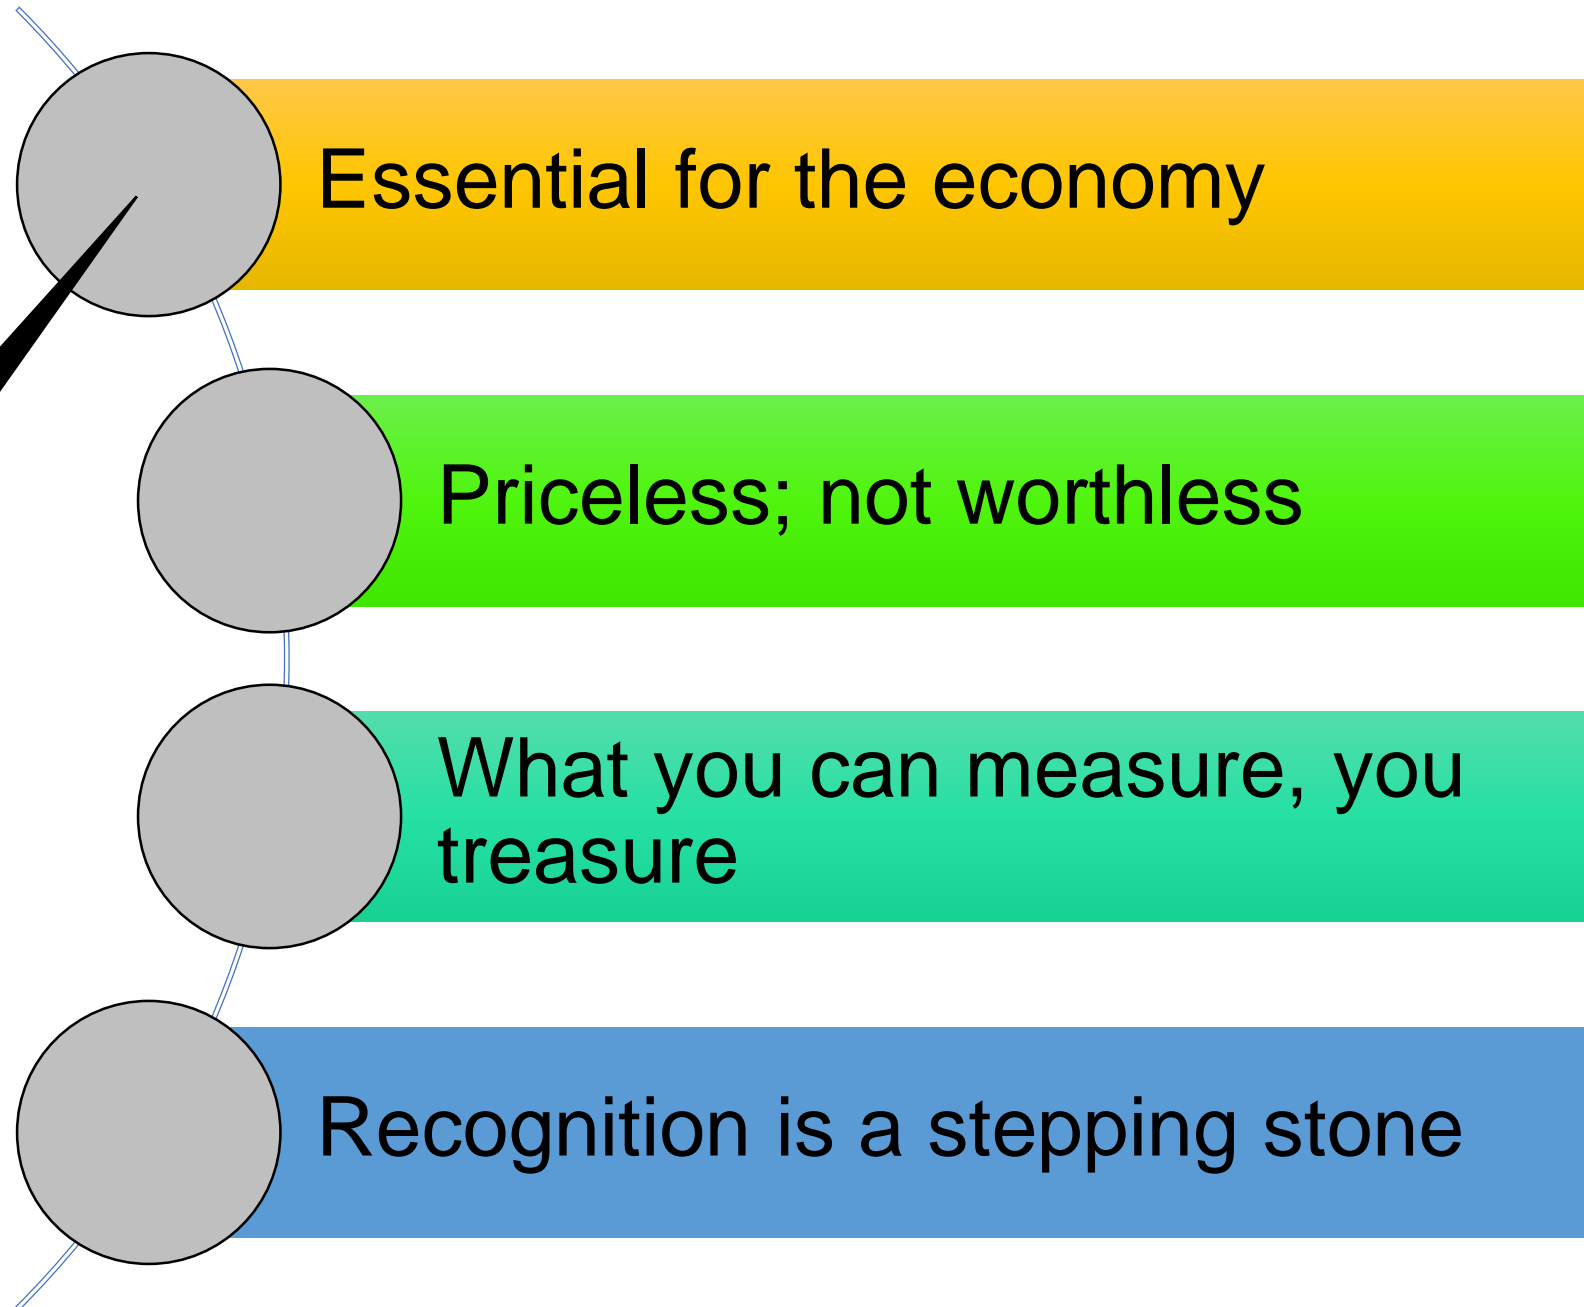 Essential for the economy
Priceless; not worthless
What you can measure, you
treasure
Recognition is a stepping stone